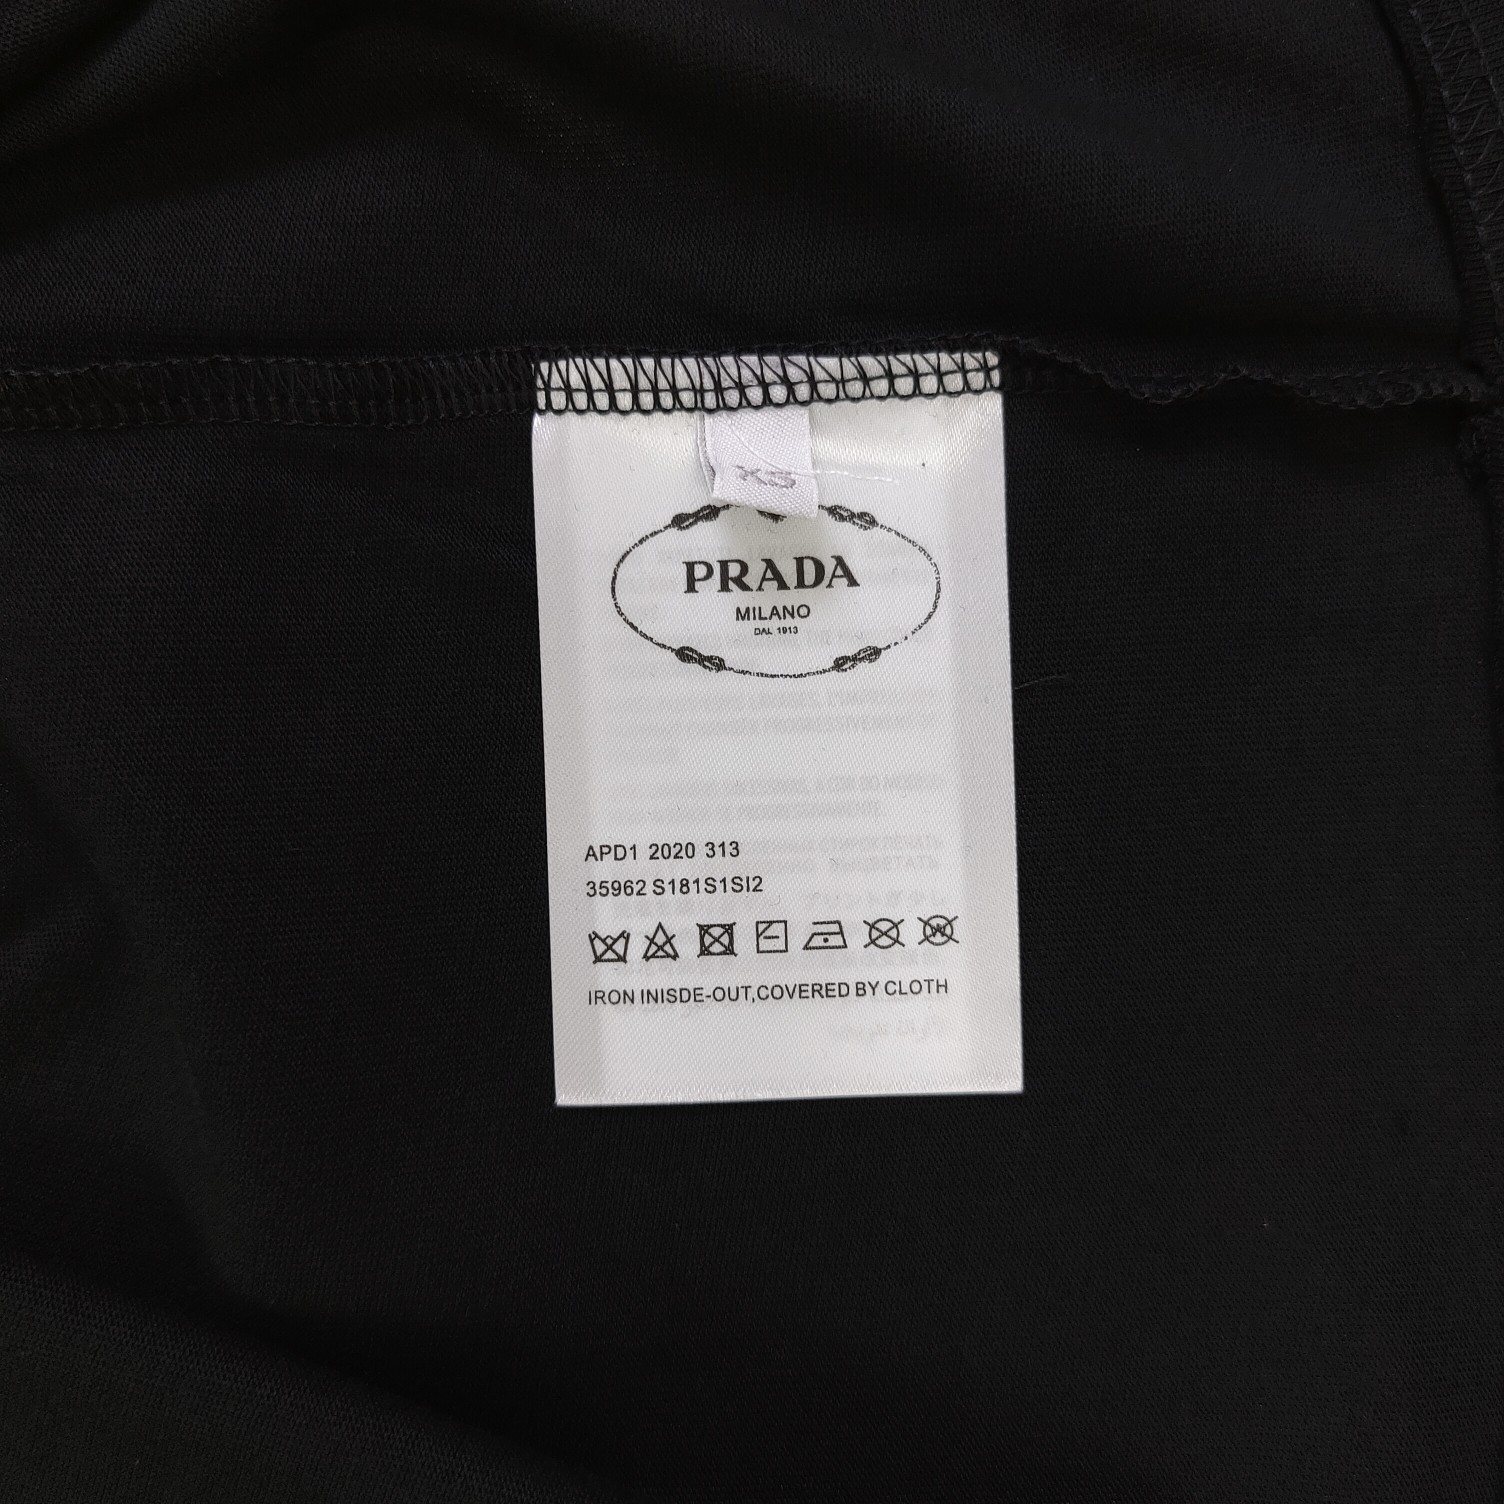 XS
PRADA
MILANO
DAL 1913
APD1 2020 313
35962 S181S1SI2
IRON INISDE-OUT,COVERED BY CLOTH